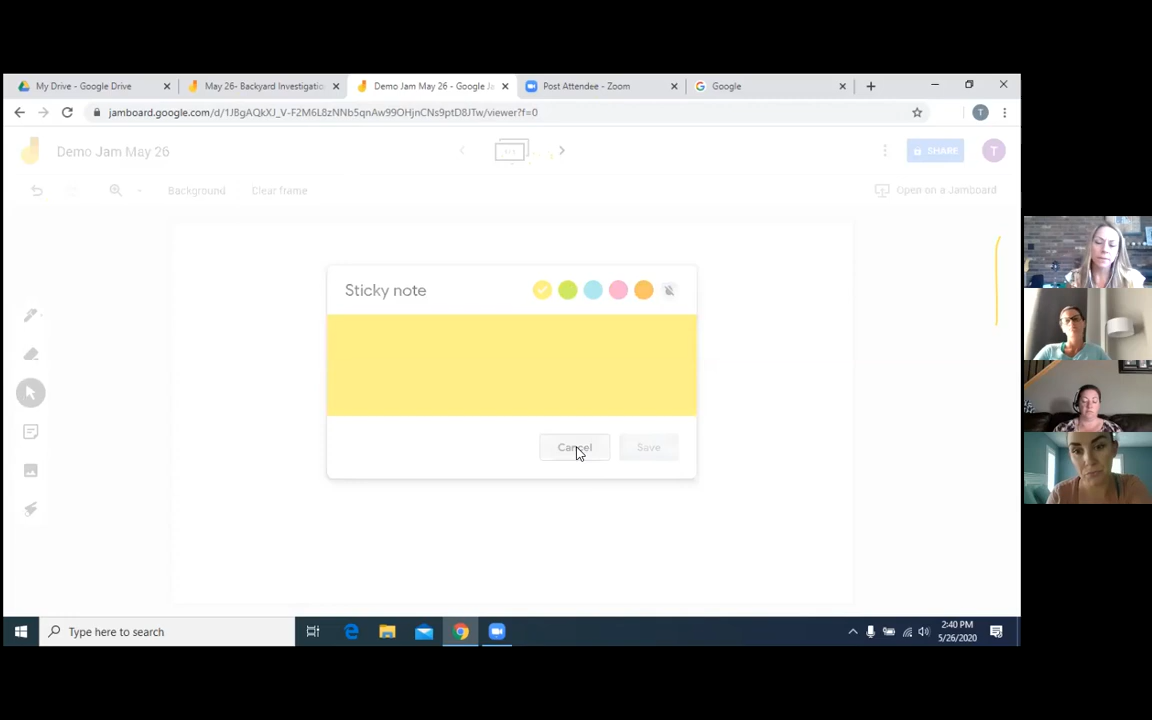 My Drive - Google Drive
May 26- Backyard Investigatio
Demo Jam May 26 - Google Ja
Post Attendee - Zoom
Google
jamboard.google.com/d/1JBgAQkXJ_V-F2M6L8zNNb5qnAw99OHjnCNs9ptD8JTw/viewer?f=0
T
Demo Jam May 26
SHARE
T
Background
Clear frame
Open on a Jamboard
Sticky note
Cancel
Save
Type here to search
2:40 PM
5/26/2020